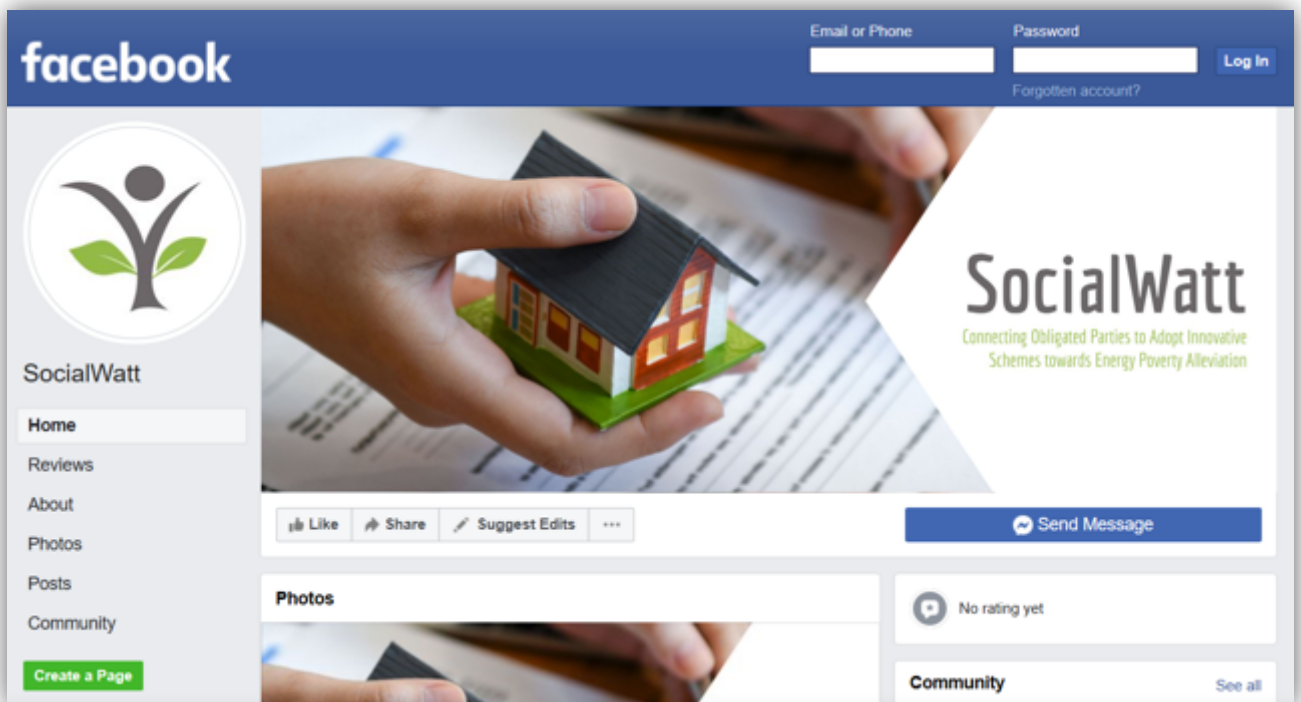 facebook
Email or Phone
Password
Log In
Forgotten account?
SocialWatt
Connecting Obligated Parties to Adopt Innovative
Schemes towards Energy Poverty Alleviation
SocialWatt
Home
Reviews
About
Photos
Posts
Community
Create a Page
Like
Share
Suggest Edits
Send Message
Photos
No rating yet
Community
See all